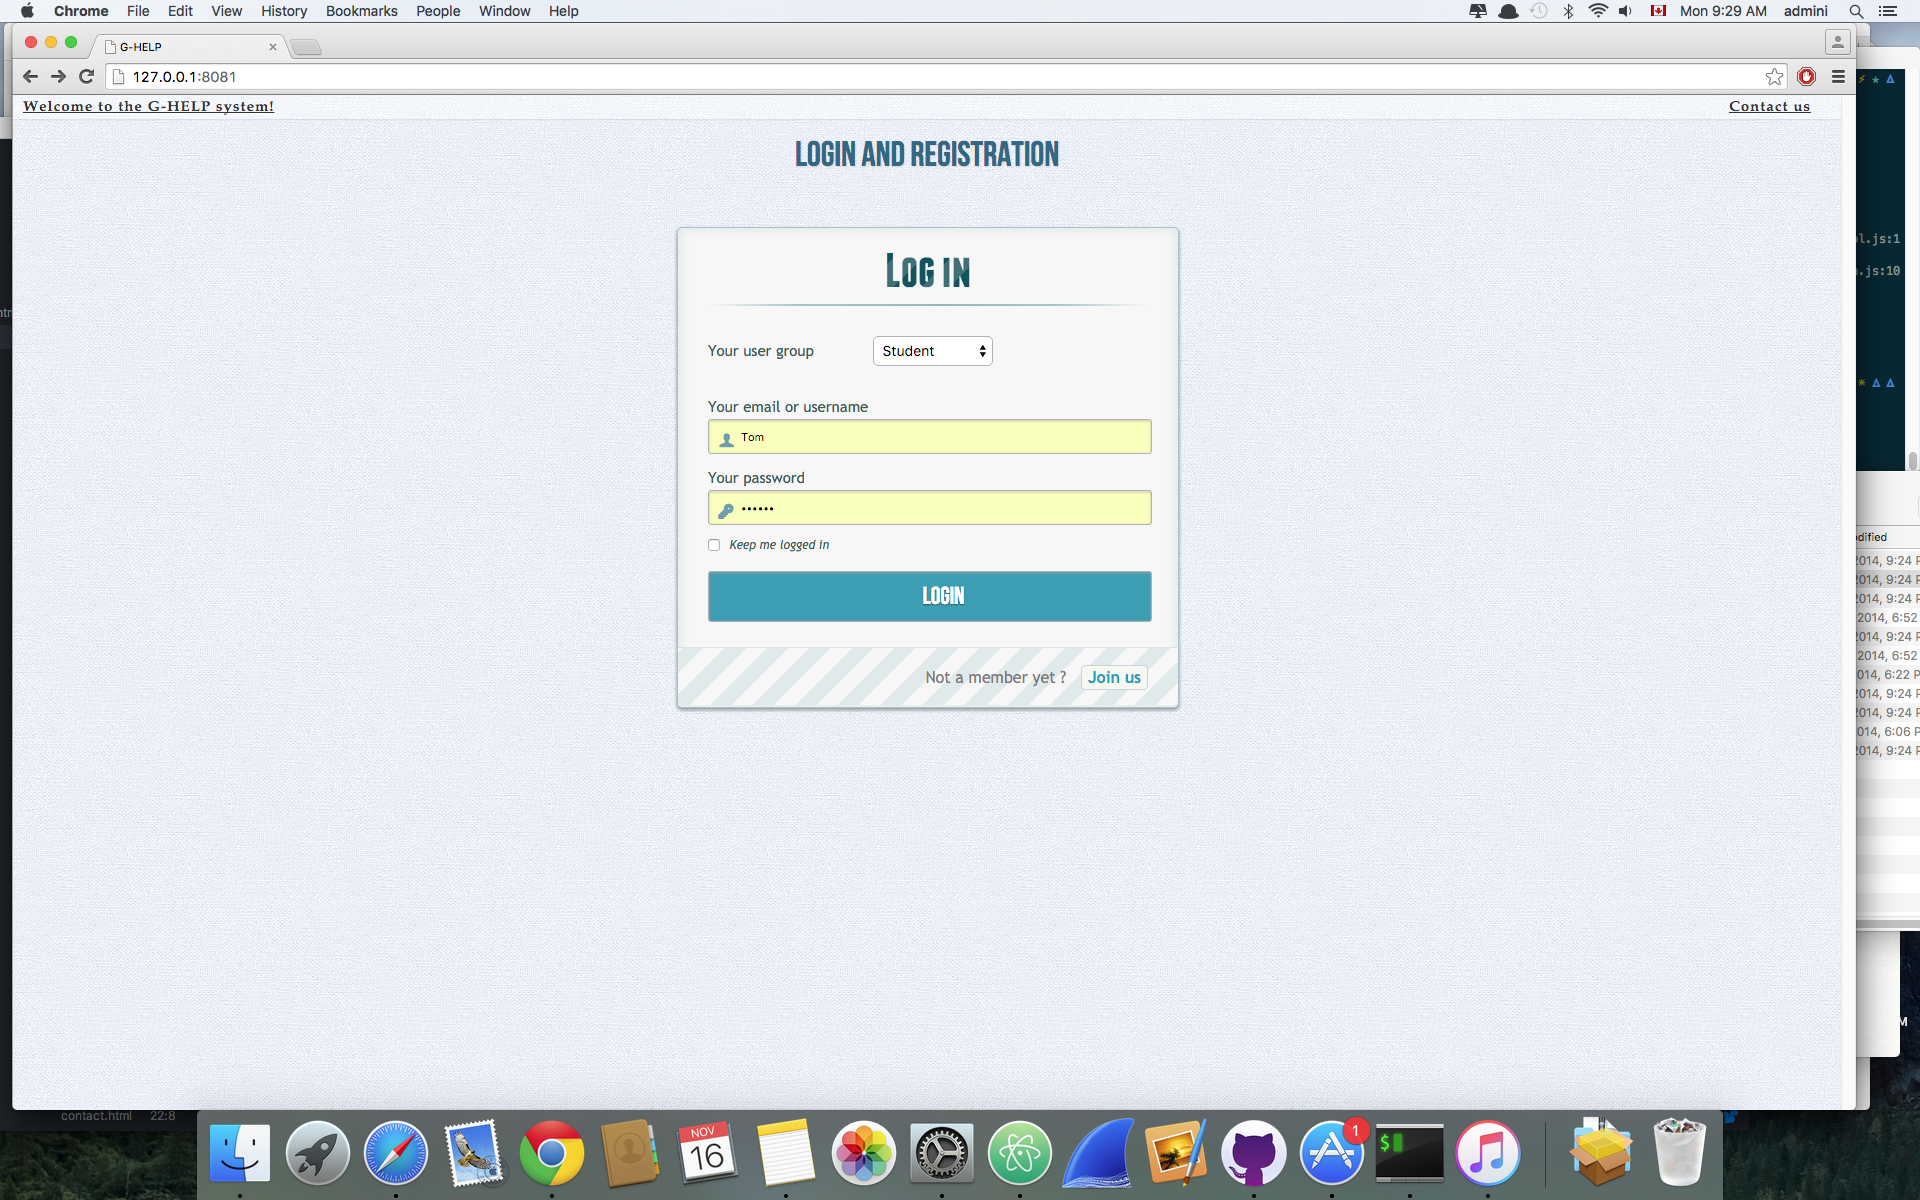 Chrome File Edit View History Bookmarks People Window Help Mon 9:29 AM admini
G-HELP
127.0.0.1:8081
Welcome to the G-HELP system! Contact us
LOGIN AND REGISTRATION
LOG IN
Your user group Student
Your email or username
Tom
Your password
••••••
Keep me logged in
LOGIN
Not a member yet ? Join us
.js:1
.js:10
dified
2014, 9:24 P
2014, 9:24 P
2014, 9:24 P
2014, 6:52
2014, 9:24 P
2014, 6:52
014, 6:22 P
2014, 9:24 P
2014, 9:24 P
014, 6:06 P
2014, 9:24 P
M
contact.html 22:8
NOV
16
1
$